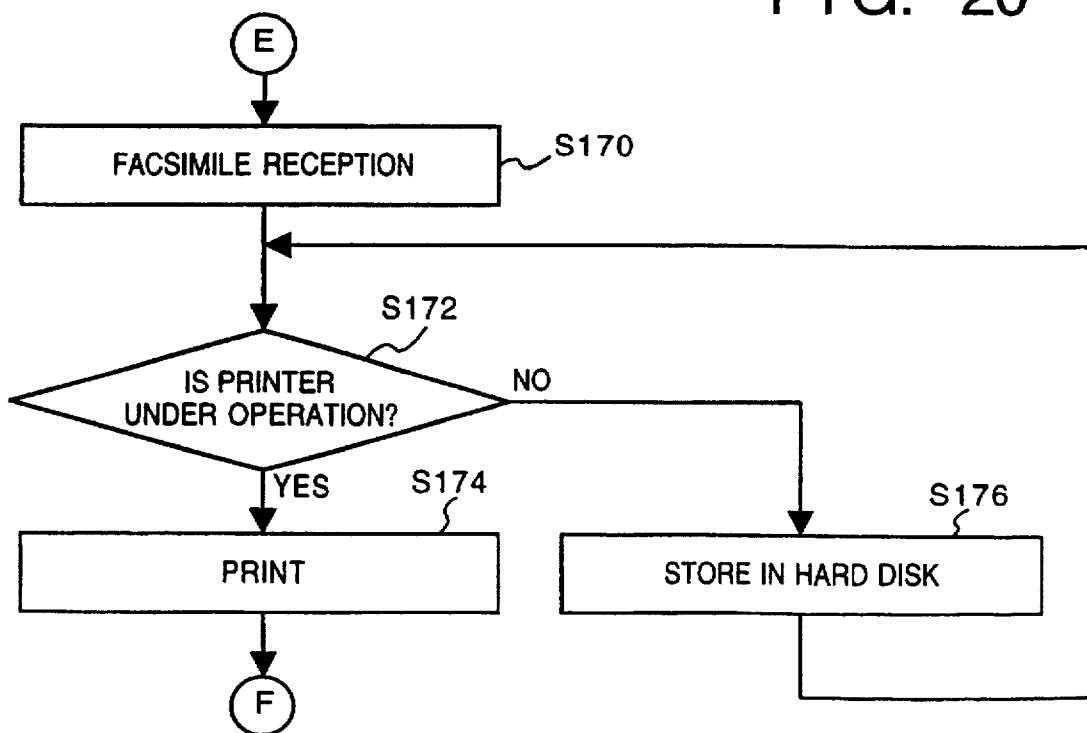 FIG. 20
E
FACSIMILE RECEPTION
S170
S172
IS PRINTER
UNDER OPERATION?
NO
YES
S174
S176
PRINT
STORE IN HARD DISK
F